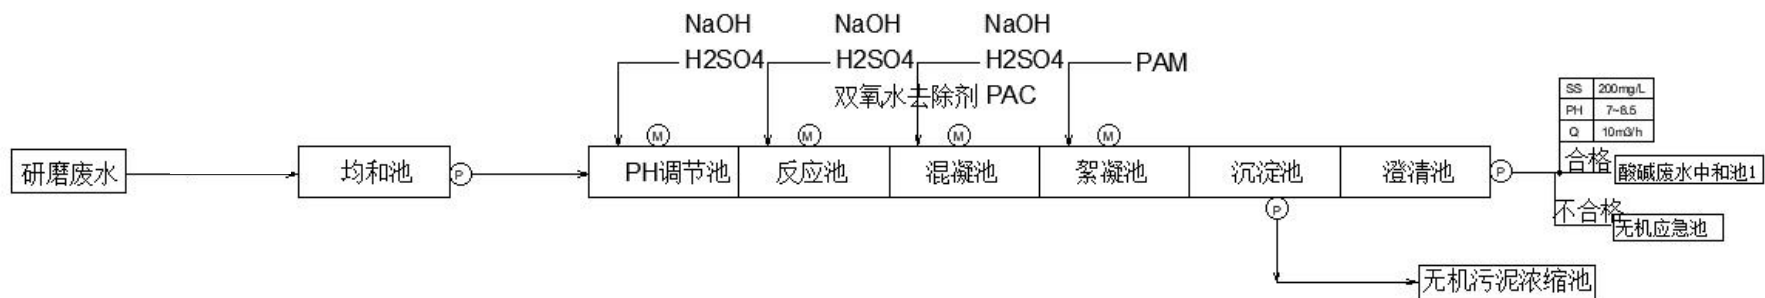 NaOH
NaOH
NaOH
H2SO4
H2SO4
H2SO4
PAM
双氧水去除剂
PAC
SS 200mg/L
PH 7~8.5
Q 10m3/h
M
M
M
M
研磨废水
均和池
P
PH调节池
反应池
混凝池
絮凝池
沉淀池
澄清池
P
合格
酸碱废水中和池1
P
不合格
无机应急池
无机污泥浓缩池